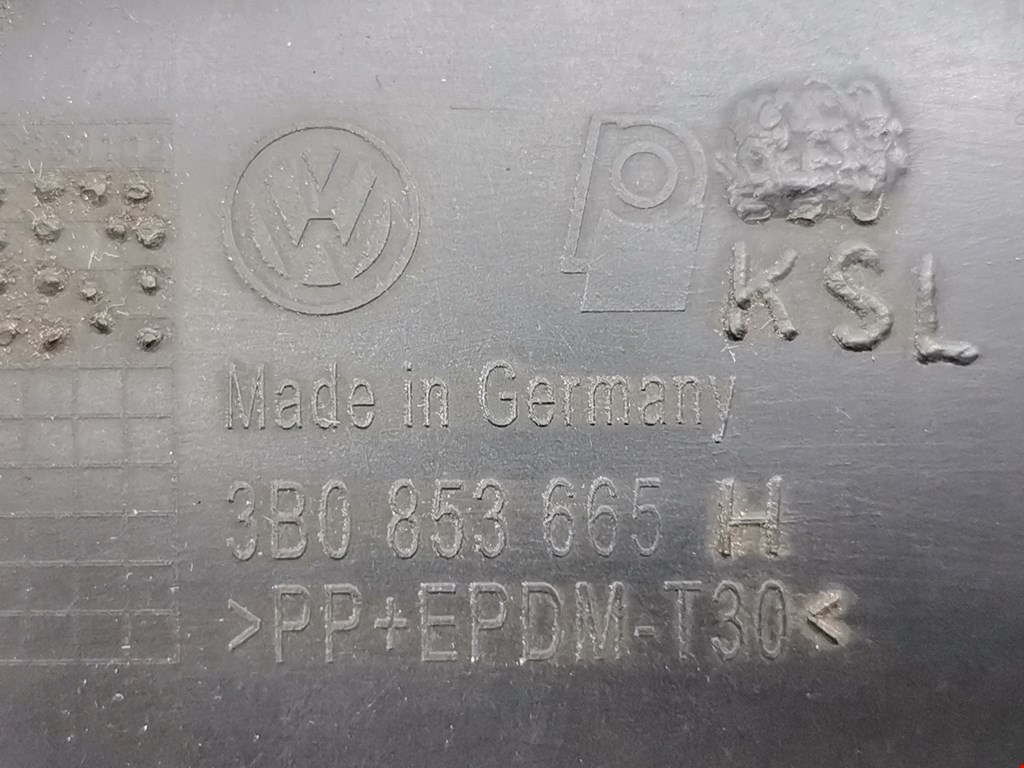 KSL
Made in Germany
3B0 853 665 H
>PP+EPDM-T30<